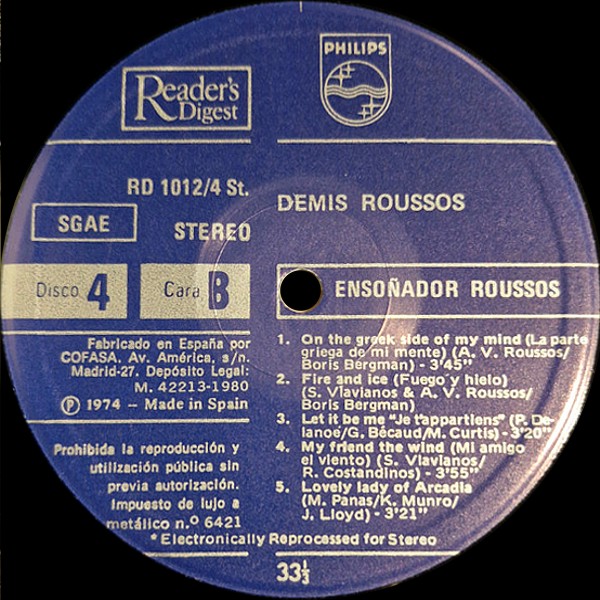 Reader's
Digest
PHILIPS
RD 1012/4 St.
SGAE
STEREO
DEMIS ROUSSOS
Disco 4
Cara B
ENSOÑADOR ROUSSOS
Fabricado en España por
COFASA. Av. América, s/n.
Madrid-27. Depósito Legal:
M. 42213-1980
Ⓟ 1974 – Made in Spain
Prohibida la reproducción y
utilización pública sin
previa autorización.
Impuesto de lujo a
metálico n.º 6421
1. On the greek side of my mind (La parte
griega de mi mente) (A. V. Roussos/
Boris Bergman) - 3'45"
2. Fire and ice (Fuego y hielo)
(S. Vlavianos & A. V. Roussos/
Boris Bergman)
3. Let it be me "Je t'appartiens" (P. De-
lanoe/G. Bécaud/M. Curtis) - 3'20"
4. My friend the wind (Mi amigo
el viento) (S. Vlavianos/
R. Costandinos) - 3'55"
5. Lovely lady of Arcadia
(M. Panas/K. Munro/
J. Lloyd) - 3'21"
* Electronically Reprocessed for Stereo
33⅓